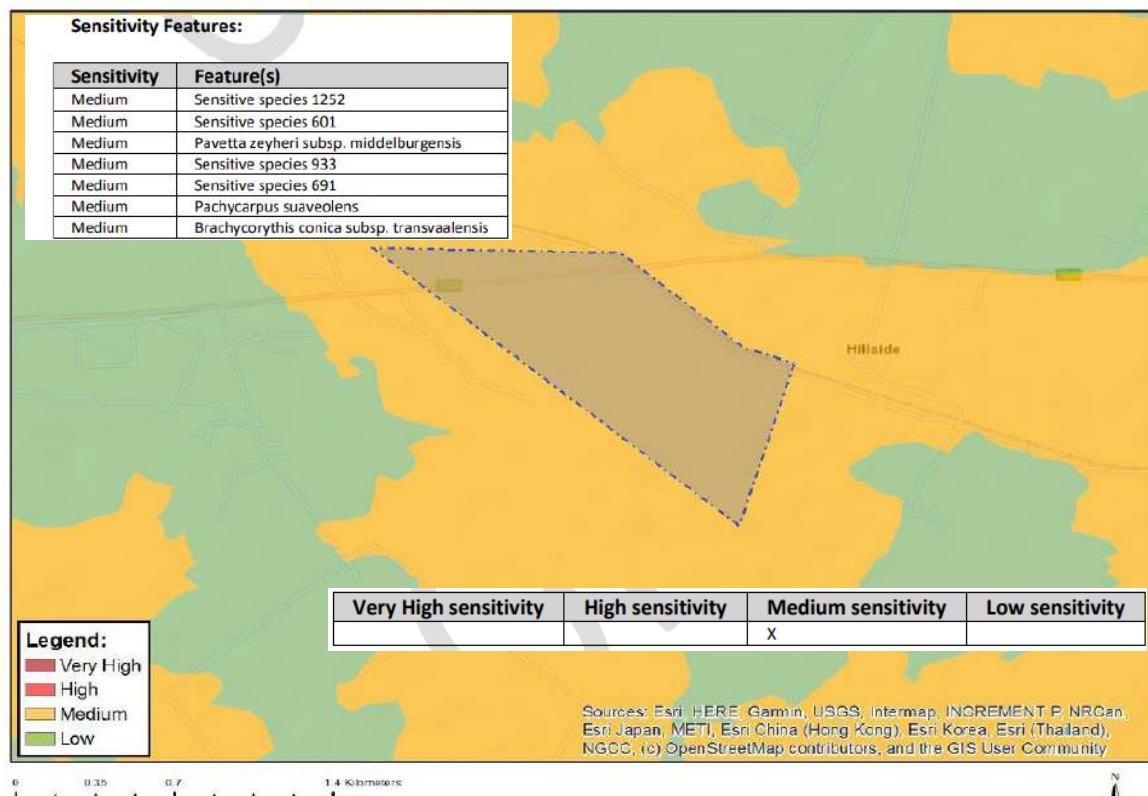 Sensitivity Features:
Sensitivity Feature(s)
Medium Sensitive species 1252
Medium Sensitive species 601
Medium Pavetta zeyheri subsp. middelburgensis
Medium Sensitive species 933
Medium Sensitive species 691
Medium Pachycarpus suaveolens
Medium Brachycorythis conica subsp. transvaalensis
Hillside
Very High sensitivity High sensitivity Medium sensitivity Low sensitivity
X
Legend:
Very High
High
Medium
Low
Sources: Esri, HERE, Garmin, USGS, Intermap, INCREMENT P, NRCan,
Esri Japan, METI, Esri China (Hong Kong), Esri Korea, Esri (Thailand),
NGCC, (c) OpenStreetMap contributors, and the GIS User Community
0 0.35 0.7 1.4 Kilometers
N